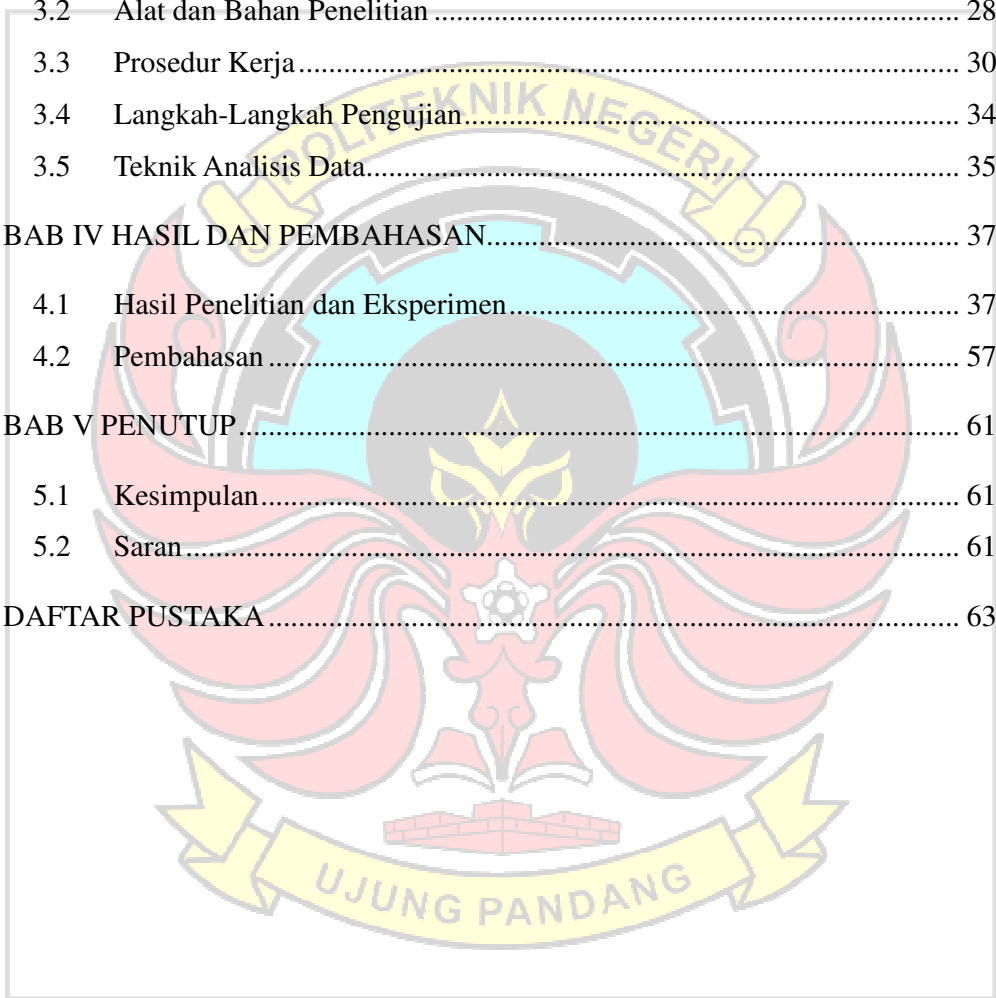 3.2 Alat dan Bahan Penelitian ........................................ 28
3.3 Prosedur Kerja ........................................ 30
3.4 Langkah-Langkah Pengujian ........................................ 34
3.5 Teknik Analisis Data ........................................ 35
BAB IV HASIL DAN PEMBAHASAN ........................................ 37
4.1 Hasil Penelitian dan Eksperimen ........................................ 37
4.2 Pembahasan ........................................ 57
BAB V PENUTUP ........................................ 61
5.1 Kesimpulan ........................................ 61
5.2 Saran ........................................ 61
DAFTAR PUSTAKA ........................................ 63
POLITEKNIK NEGERI
UJUNG PANDANG